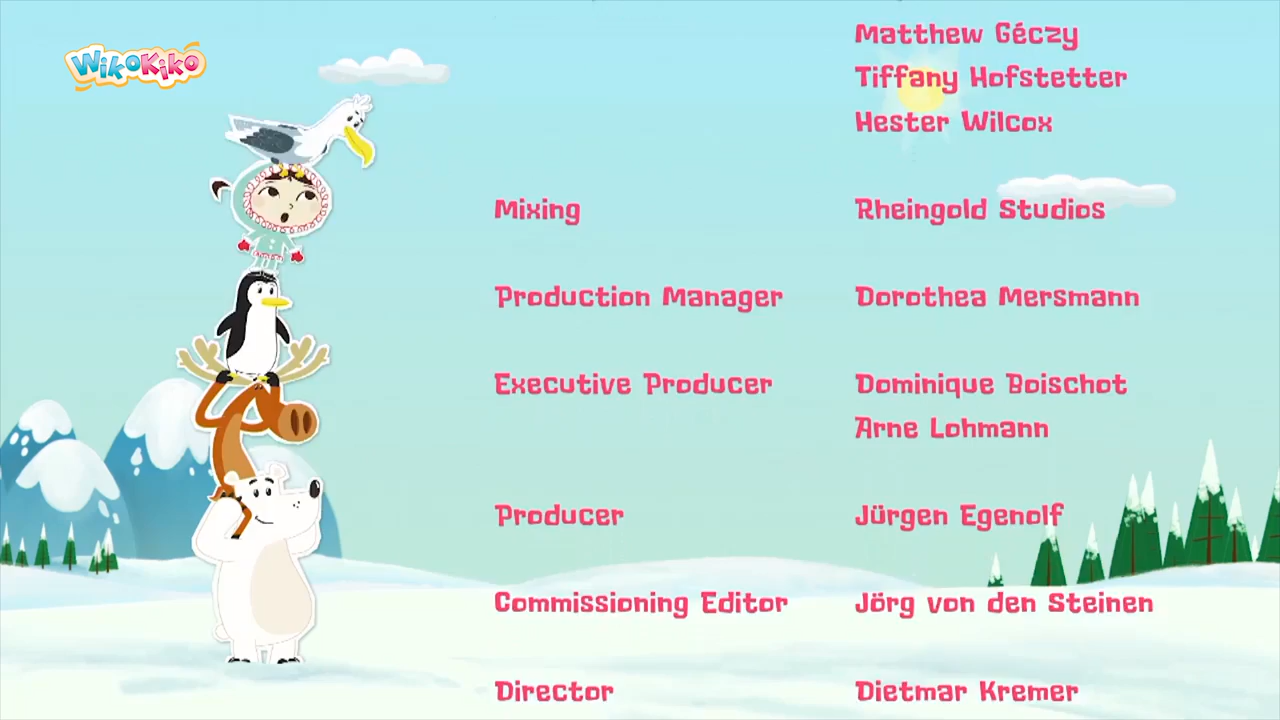 WikoKiko
Matthew Géczy
Tiffany Hofstetter
Hester Wilcox
Mixing Rheingold Studios
Production Manager Dorothea Mersmann
Executive Producer Dominique Boischot
Arne Lohmann
Producer Jürgen Egenolf
Commissioning Editor Jörg von den Steinen
Director Dietmar Kremer